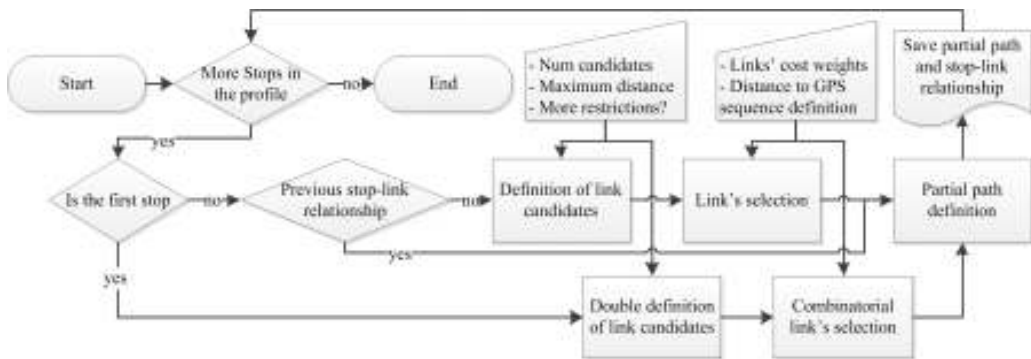 Start
More Stops in
the profile
no
End
- Num candidates
- Maximum distance
- More restrictions?
- Links' cost weights
- Distance to GPS
sequence definition
Save partial path
and stop-link
relationship
yes
Is the first stop
no
Previous stop-link
relationship
no
Definition of link
candidates
Link's selection
Partial path
definition
yes
yes
Double definition
of link candidates
Combinatorial
link's selection